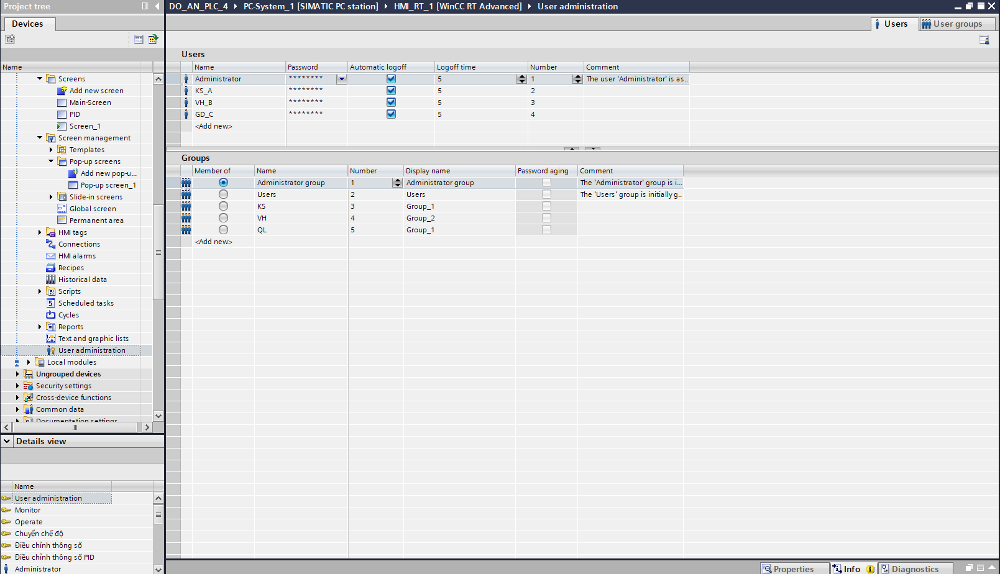 Project tree
DO_AN_PLC_4 PC-System_1 [SIMATIC PC station] HMI_RT_1 [WinCC RT Advanced] User administration
Devices
Users
User groups
Name
Screens
Add new screen
Main-Screen
PID
Screen_1
Screen management
Templates
Pop-up screens
Add new pop-u...
Pop-up screen_1
Slide-in screens
Global screen
Permanent area
HMI tags
Connections
HMI alarms
Recipes
Historical data
Scripts
Scheduled tasks
Cycles
Reports
Text and graphic lists
User administration
Local modules
Ungrouped devices
Security settings
Cross-device functions
Common data
Documentation settings
Details view
Name
User administration
Monitor
Operate
Chuyển chế độ
Điều chỉnh thông số
Điều chỉnh thông số PID
Administrator
Users
Name Password Automatic logoff Logoff time Number Comment
Administrator ******** 5 1 The user 'Administrator' is as..
KS_A ******** 5 2
VH_B ******** 5 3
GD_C ******** 5 4
<Add new>
Groups
Member of Name Number Display name Password aging Comment
Administrator group 1 Administrator group The 'Administrator' group is i...
Users 2 Users The 'Users' group is initially g..
KS 3 Group_1
VH 4 Group_2
QL 5 Group_1
<Add new>
Properties Info Diagnostics